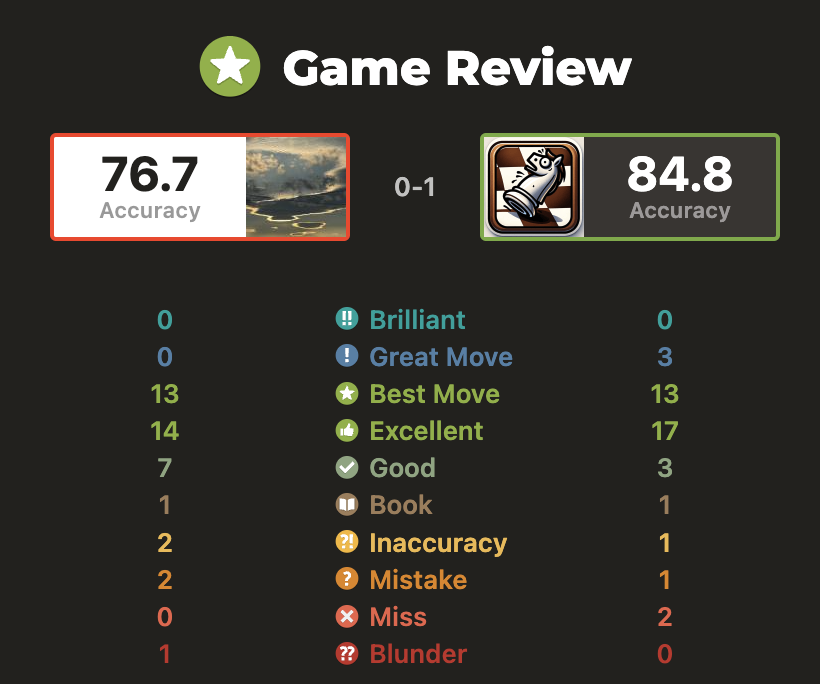 Game Review
76.7
Accuracy
0-1
84.8
Accuracy
0 !! Brilliant 0
0 ! Great Move 3
13 Best Move 13
14 Excellent 17
7 Good 3
1 Book 1
2 ?! Inaccuracy 1
2 ? Mistake 1
0 Miss 2
1 ?? Blunder 0